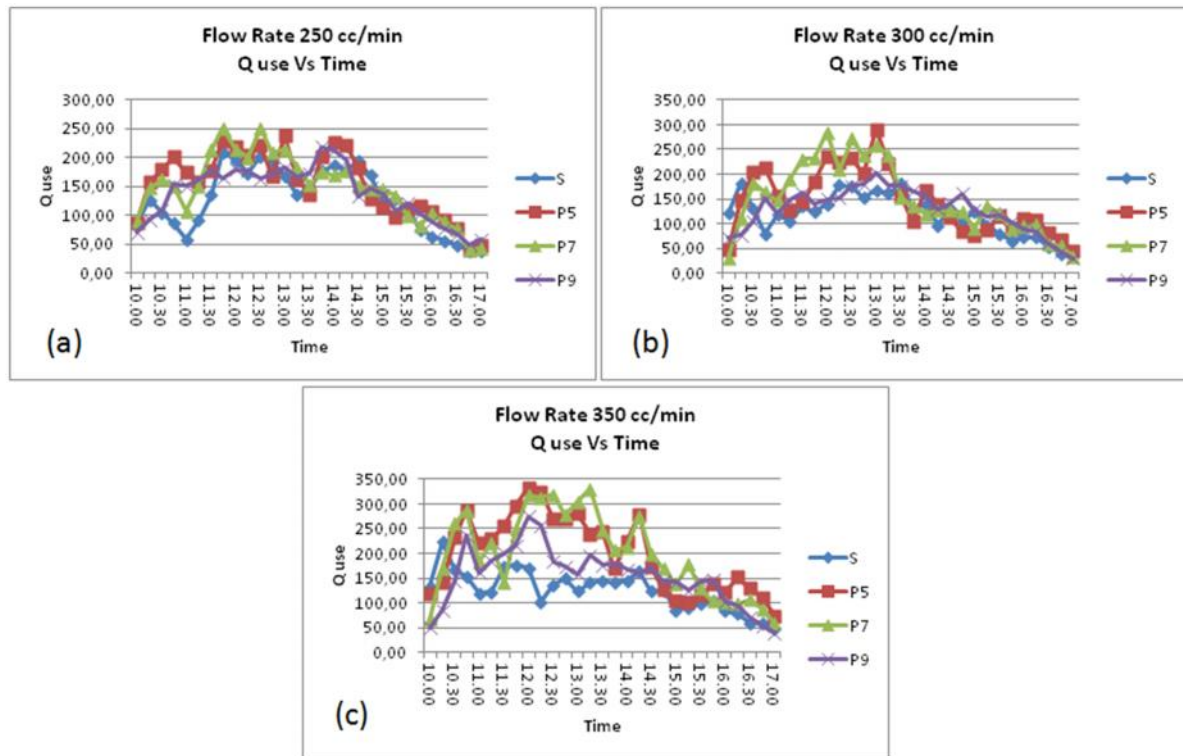 Flow Rate 250 cc/min
Q use Vs Time
Q use
300,00
250,00
200,00
150,00
100,00
50,00
0,00
10.00
10.30
11.00
11.30
12.00
12.30
13.00
13.30
14.00
14.30
15.00
15.30
16.00
16.30
17.00
Time
S
P5
P7
P9
(a)
Flow Rate 300 cc/min
Q use Vs Time
Q use
350,00
300,00
250,00
200,00
150,00
100,00
50,00
0,00
10.00
10.30
11.00
11.30
12.00
12.30
13.00
13.30
14.00
14.30
15.00
15.30
16.00
16.30
17.00
Time
S
P5
P7
P9
(b)
Flow Rate 350 cc/min
Q use Vs Time
Q use
350,00
300,00
250,00
200,00
150,00
100,00
50,00
0,00
10.00
10.30
11.00
11.30
12.00
12.30
13.00
13.30
14.00
14.30
15.00
15.30
16.00
16.30
17.00
Time
S
P5
P7
P9
(c)